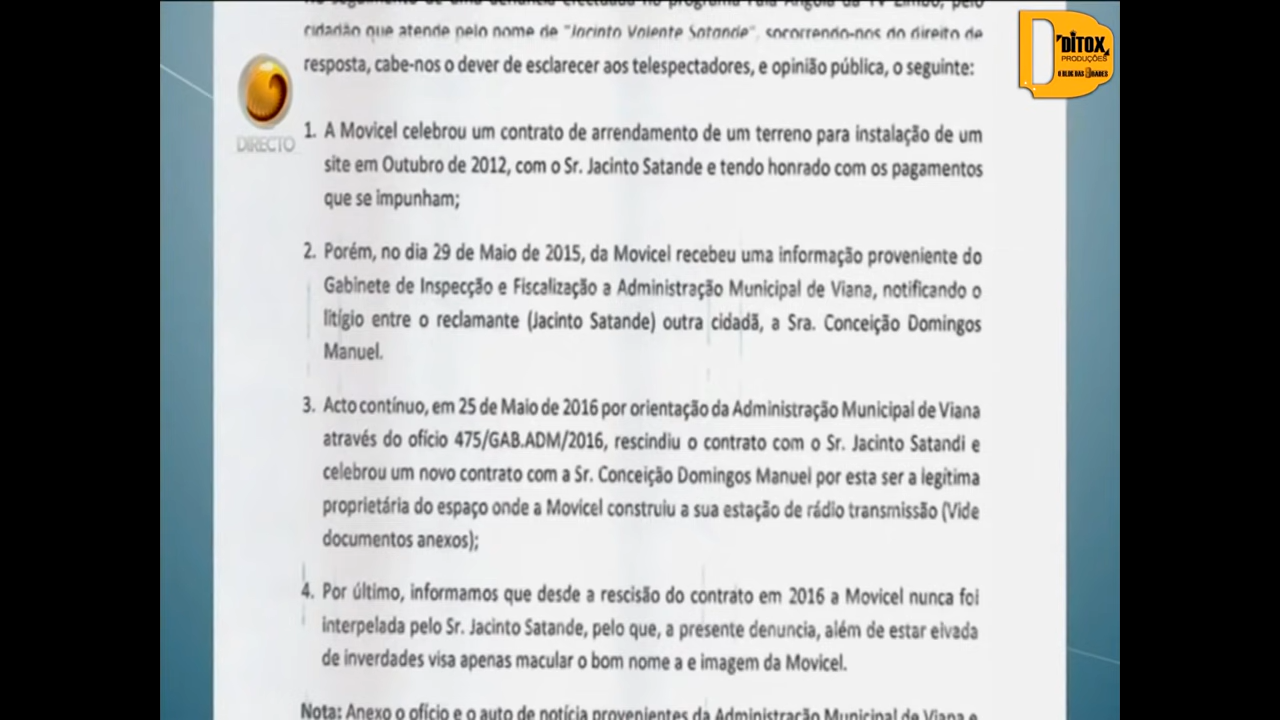 cidadão que atende pelo nome de "Jacinto Valente Satande", socorrendo-nos do direito de
resposta, cabe-nos o dever de esclarecer aos telespectadores, e opinião pública, o seguinte:
1. A Movicel celebrou um contrato de arrendamento de um terreno para instalação de um
site em Outubro de 2012, com o Sr. Jacinto Satande e tendo honrado com os pagamentos
que se impunham;
2. Porém, no dia 29 de Maio de 2015, da Movicel recebeu uma informação proveniente do
Gabinete de Inspecção e Fiscalização a Administração Municipal de Viana, notificando o
litígio entre o reclamante (Jacinto Satande) outra cidadã, a Sra. Conceição Domingos
Manuel.
3. Acto contínuo, em 25 de Maio de 2016 por orientação da Administração Municipal de Viana
através do ofício 475/GAB.ADM/2016, rescindiu o contrato com o Sr. Jacinto Satandi e
celebrou um novo contrato com a Sr. Conceição Domingos Manuel por esta ser a legítima
proprietária do espaço onde a Movicel construiu a sua estação de rádio transmissão (Vide
documentos anexos);
4. Por último, informamos que desde a rescisão do contrato em 2016 a Movicel nunca foi
interpelada pelo Sr. Jacinto Satande, pelo que, a presente denuncia, além de estar eivada
de inverdades visa apenas macular o bom nome a e imagem da Movicel.
Nota: Anexo o ofício e o auto de notícia provenientes da Administração Municipal de Viana e
DIRECTO
DITOX
PRODUÇÕES
O BLOG DAS